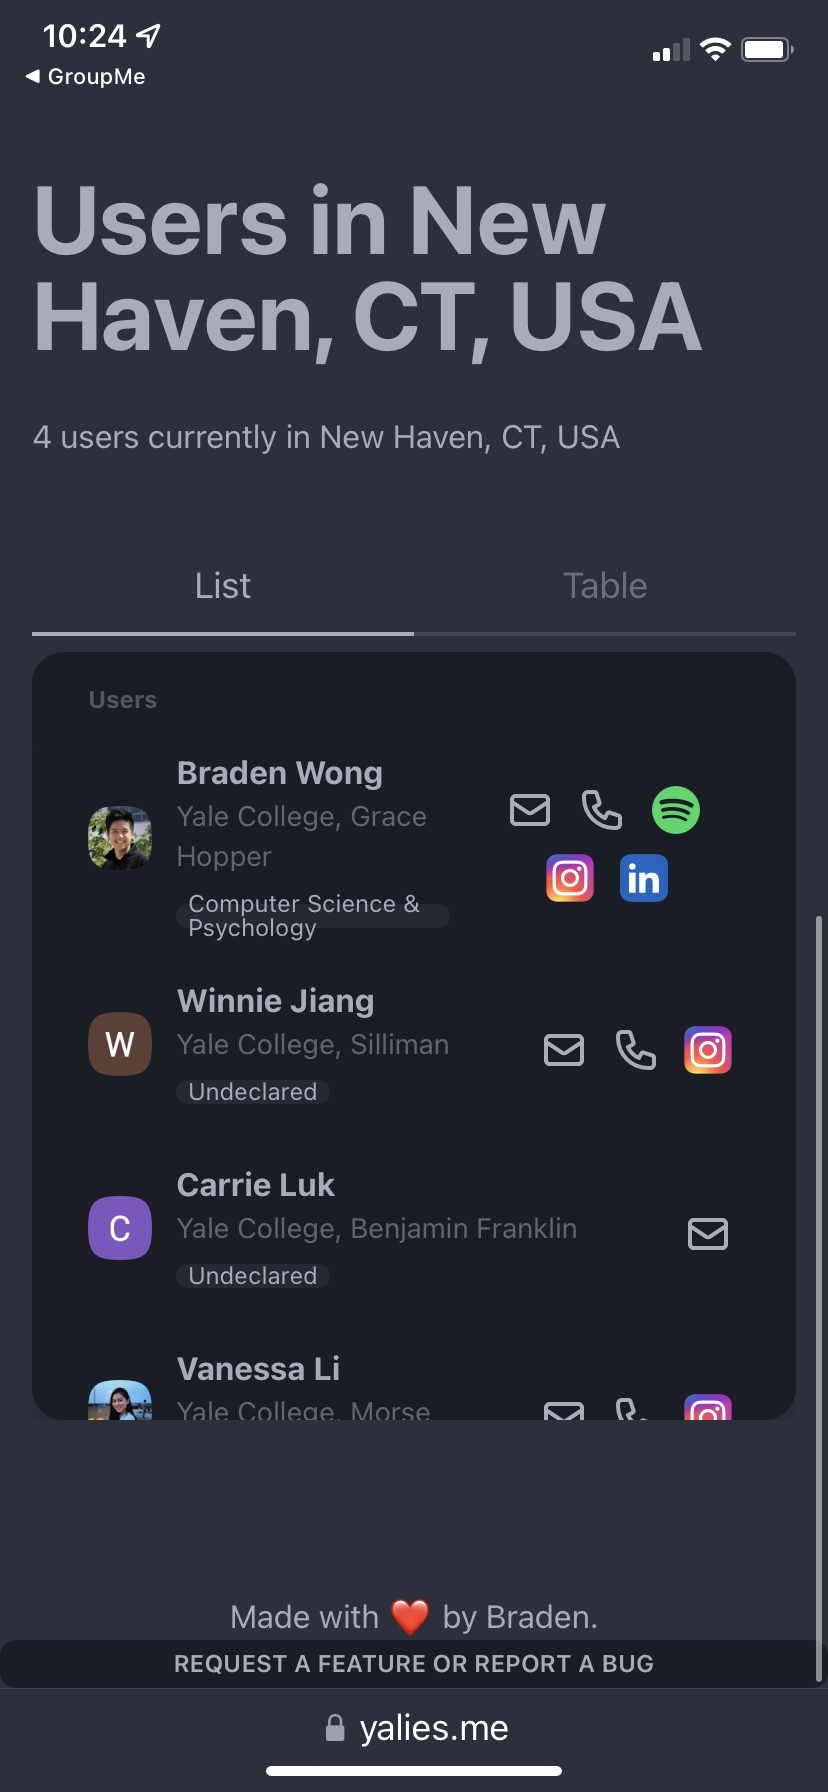 10:24
GroupMe
Users in New
Haven, CT, USA
4 users currently in New Haven, CT, USA
List
Table
Users
Braden Wong
Yale College, Grace
Hopper
Computer Science &
Psychology
in
Winnie Jiang
W
Yale College, Silliman
Undeclared
Carrie Luk
C
Yale College, Benjamin Franklin
Undeclared
Vanessa Li
Yale College, Morse
Made with ❤️ by Braden.
REQUEST A FEATURE OR REPORT A BUG
yalies.me